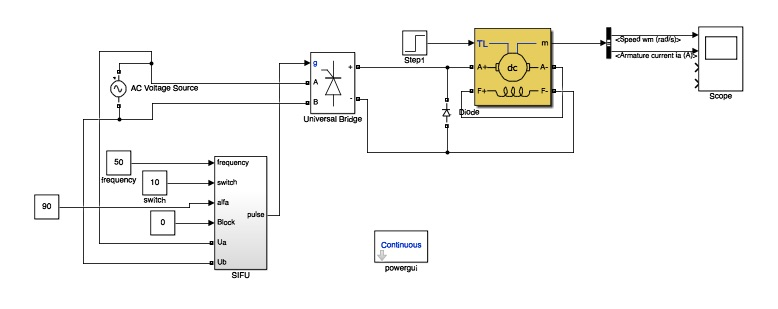 TL
m
Step1
<Speed wm (rad/s)>
<Armature current ia (A)>
Scope
g
+
A
B
-
A+
dc
A-
F+
F-
AC Voltage Source
Universal Bridge
Diode
50
frequency
frequency
10
switch
switch
90
alfa
0
Block
pulse
Ua
Ub
SIFU
Continuous
powergui